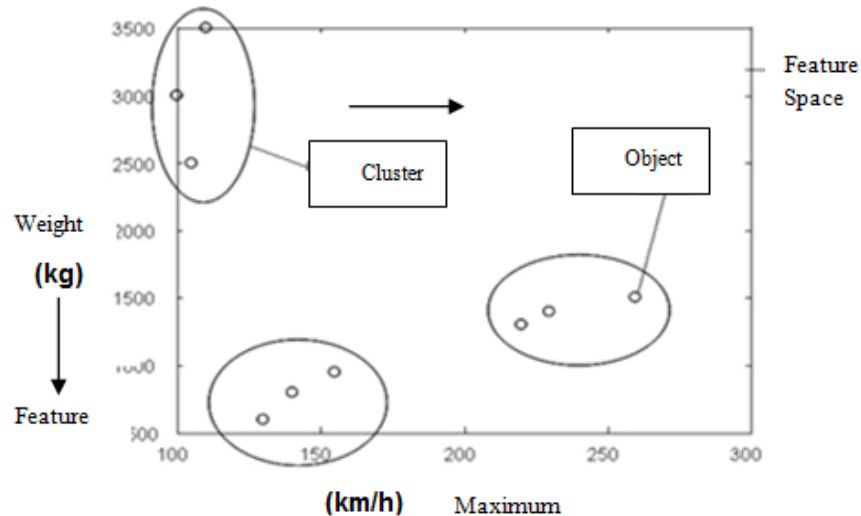 3500
Feature
Space
3000
Cluster
Object
2500
Weight
2000
(kg)
1500
1000
Feature
500
100 150 200 250 300
(km/h) Maximum